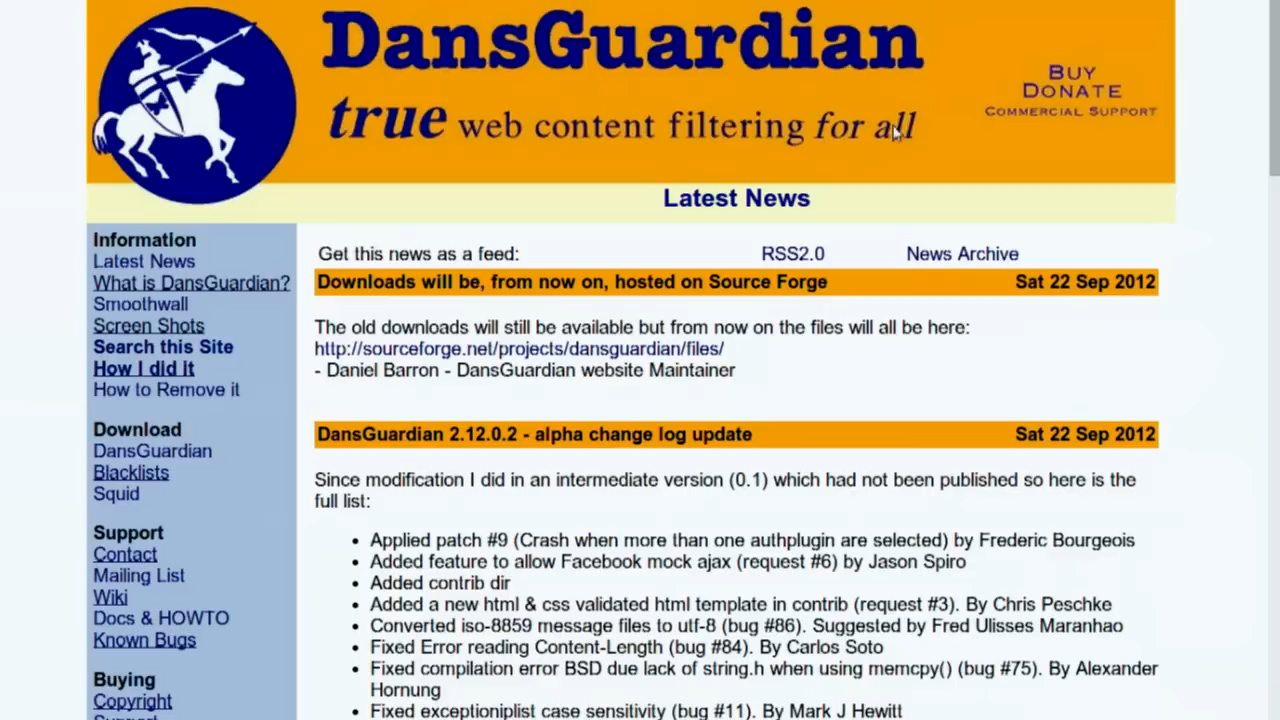 DansGuardian
true web content filtering for all
BUY
DONATE
COMMERCIAL SUPPORT
Latest News
Information
Latest News
What is DansGuardian?
Smoothwall
Screen Shots
Search this Site
How I did It
How to Remove it
Download
DansGuardian
Blacklists
Squid
Support
Contact
Mailing List
Wiki
Docs & HOWTO
Known Bugs
Buying
Copyright
Get this news as a feed: RSS2.0 News Archive
Downloads will be, from now on, hosted on Source Forge Sat 22 Sep 2012
The old downloads will still be available but from now on the files will all be here:
http://sourceforge.net/projects/dansguardian/files/
- Daniel Barron - DansGuardian website Maintainer
DansGuardian 2.12.0.2 - alpha change log update Sat 22 Sep 2012
Since modification I did in an intermediate version (0.1) which had not been published so here is the
full list:
• Applied patch #9 (Crash when more than one authplugin are selected) by Frederic Bourgeois
• Added feature to allow Facebook mock ajax (request #6) by Jason Spiro
• Added contrib dir
• Added a new html & css validated html template in contrib (request #3). By Chris Peschke
• Converted iso-8859 message files to utf-8 (bug #86). Suggested by Fred Ulisses Maranhao
• Fixed Error reading Content-Length (bug #84). By Carlos Soto
• Fixed compilation error BSD due lack of string.h when using memcpy() (bug #75). By Alexander
Hornung
• Fixed exceptioniplist case sensitivity (bug #11). By Mark J Hewitt